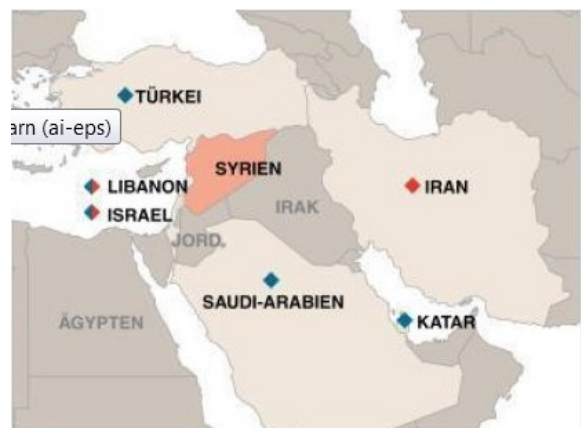 TÜRKEI
arn (ai-eps)
SYRIEN
LIBANON
IRAN
IRAK
ISRAEL
JORD.
SAUDI-ARABIEN
ÄGYPTEN
KATAR